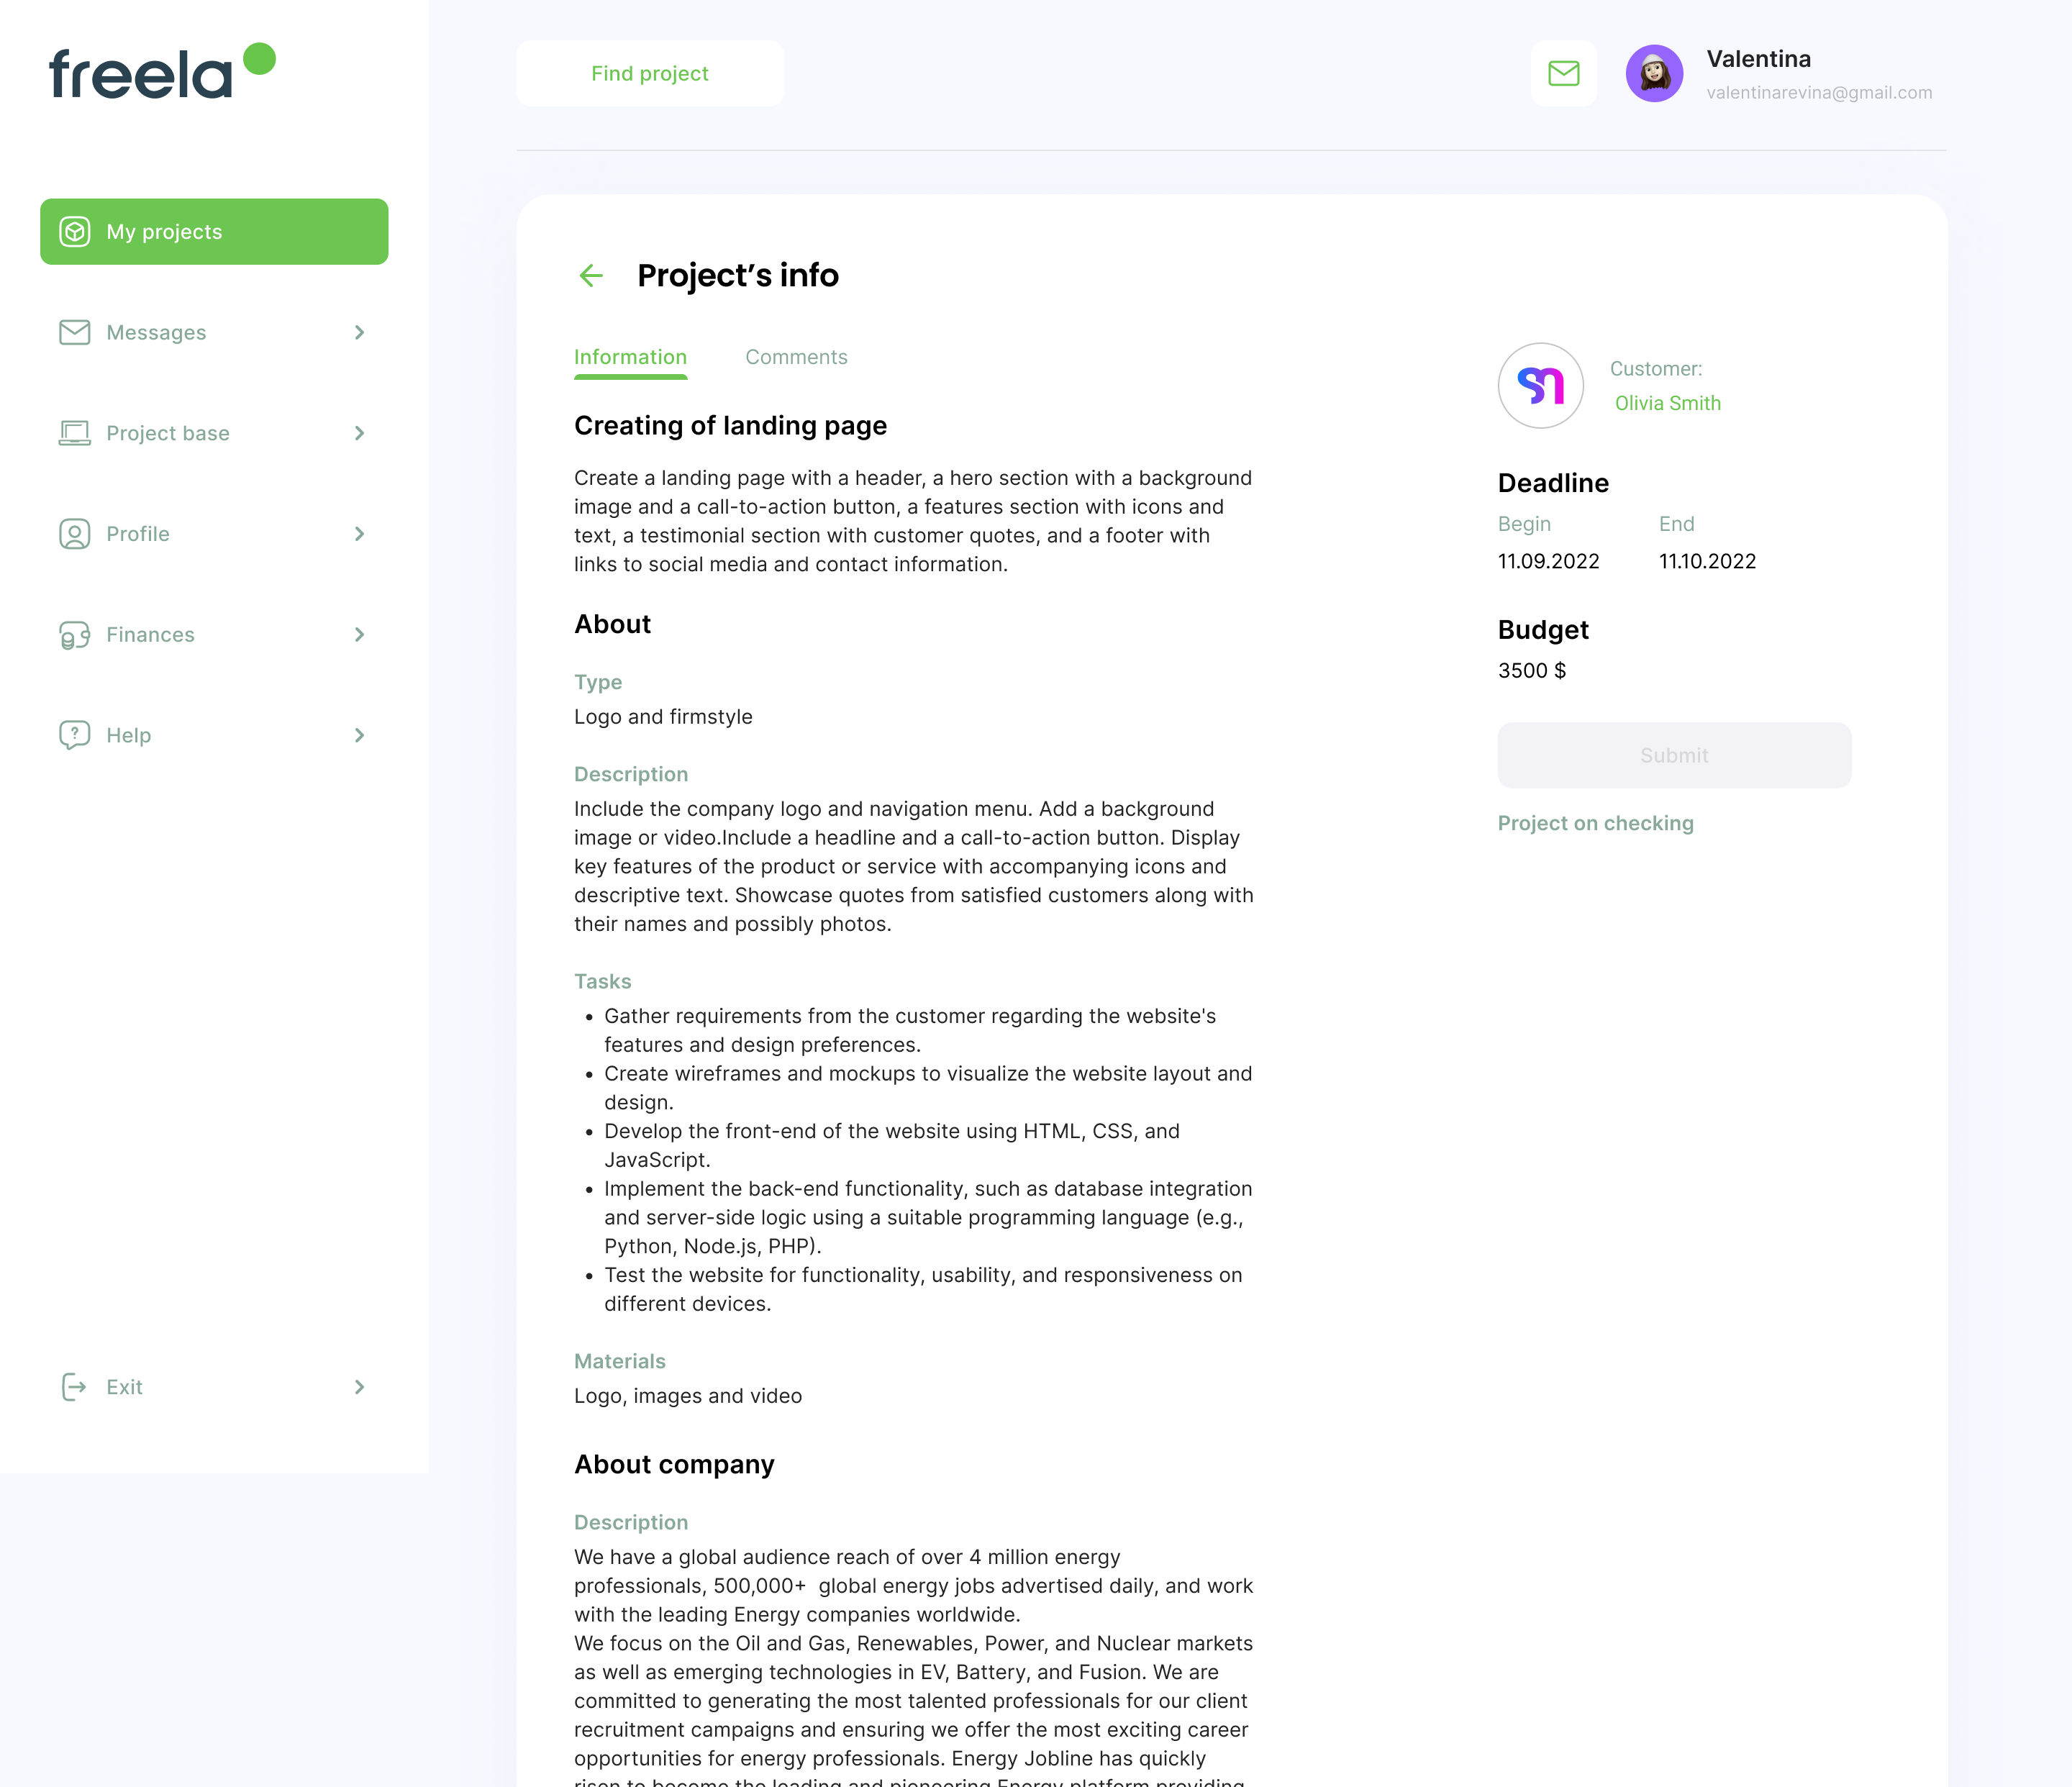 freela
My projects
Messages
Project base
Profile
Finances
Help
Exit
Find project
Valentina
valentinarevina@gmail.com
Project’s info
Information
Comments
Creating of landing page
Create a landing page with a header, a hero section with a background
image and a call-to-action button, a features section with icons and
text, a testimonial section with customer quotes, and a footer with
links to social media and contact information.
About
Type
Logo and firmstyle
Description
Include the company logo and navigation menu. Add a background
image or video.Include a headline and a call-to-action button. Display
key features of the product or service with accompanying icons and
descriptive text. Showcase quotes from satisfied customers along with
their names and possibly photos.
Tasks
• Gather requirements from the customer regarding the website's
features and design preferences.
• Create wireframes and mockups to visualize the website layout and
design.
• Develop the front-end of the website using HTML, CSS, and
JavaScript.
• Implement the back-end functionality, such as database integration
and server-side logic using a suitable programming language (e.g.,
Python, Node.js, PHP).
• Test the website for functionality, usability, and responsiveness on
different devices.
Materials
Logo, images and video
About company
Description
We have a global audience reach of over 4 million energy
professionals, 500,000+  global energy jobs advertised daily, and work
with the leading Energy companies worldwide.
We focus on the Oil and Gas, Renewables, Power, and Nuclear markets
as well as emerging technologies in EV, Battery, and Fusion. We are
committed to generating the most talented professionals for our client
recruitment campaigns and ensuring we offer the most exciting career
opportunities for energy professionals. Energy Jobline has quickly
risen to become the leading and pioneering Energy platform providing
sn
Customer:
Olivia Smith
Deadline
Begin
End
11.09.2022
11.10.2022
Budget
3500 $
Submit
Project on checking